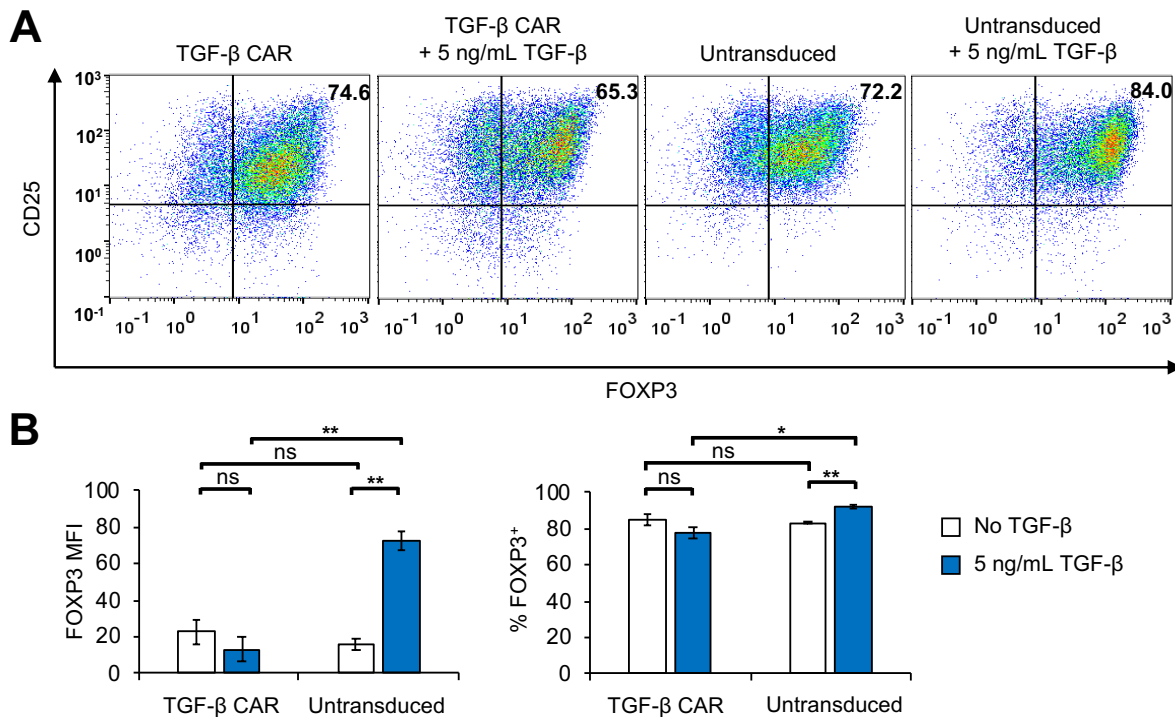 A
TGF-β CAR
TGF-β CAR
+ 5 ng/mL TGF-β
Untransduced
Untransduced
+ 5 ng/mL TGF-β
74.6
65.3
72.2
84.0
CD25
10³
10²
10¹
10⁰
10⁻¹
10⁻¹ 10⁰ 10¹ 10² 10³
10⁻¹ 10⁰ 10¹ 10² 10³
10⁻¹ 10⁰ 10¹ 10² 10³
10⁻¹ 10⁰ 10¹ 10² 10³
FOXP3
B
**
ns
ns
**
FOXP3 MFI
100
80
60
40
20
0
TGF-β CAR
Untransduced
*
ns
ns
**
% FOXP3⁺
100
80
60
40
20
0
TGF-β CAR
Untransduced
No TGF-β
5 ng/mL TGF-β